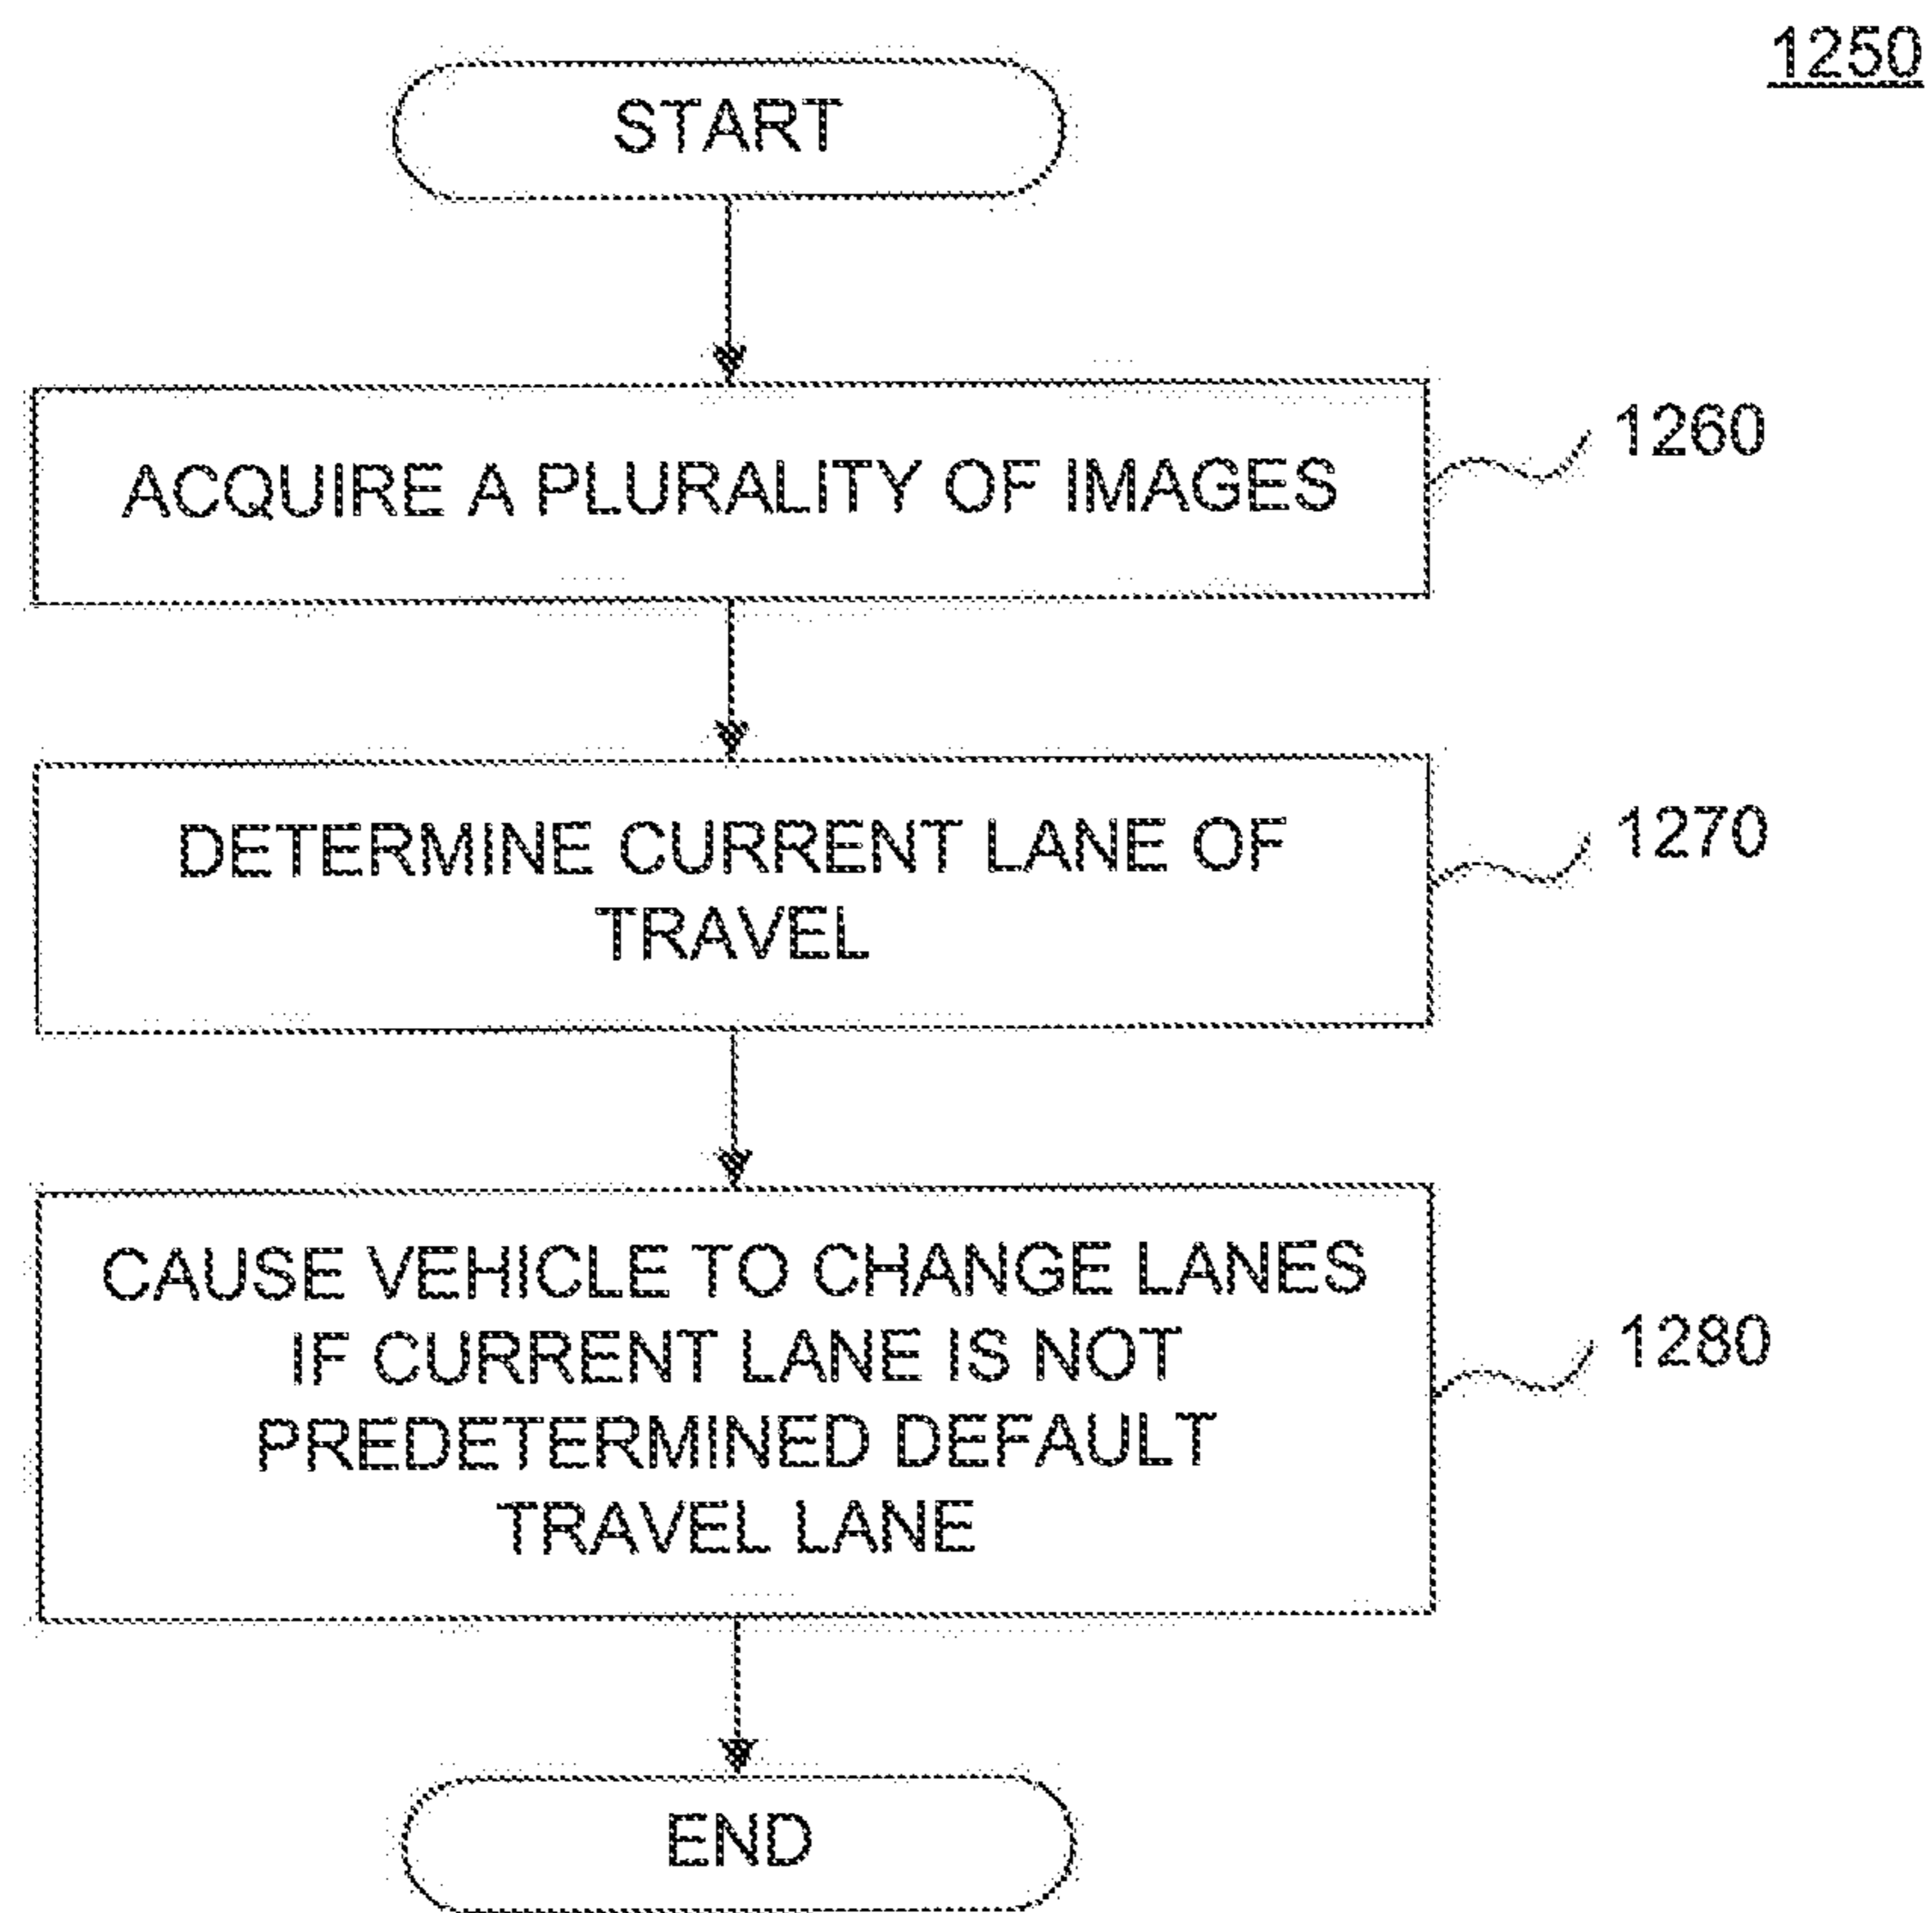 1250
START
ACQUIRE A PLURALITY OF IMAGES
1260
DETERMINE CURRENT LANE OF
TRAVEL
1270
CAUSE VEHICLE TO CHANGE LANES
IF CURRENT LANE IS NOT
PREDETERMINED DEFAULT
TRAVEL LANE
1280
END